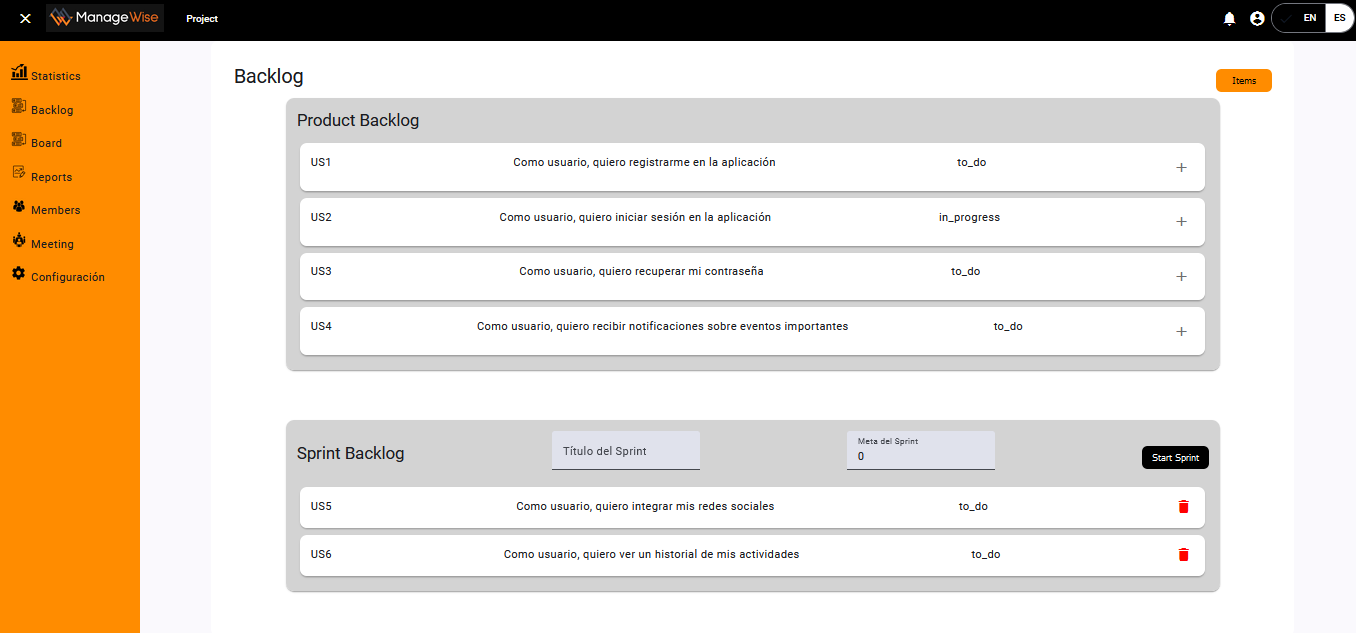 ManageWise
Project
EN
ES
Statistics
Backlog
Board
Reports
Members
Meeting
Configuración
Backlog
Items
Product Backlog
US1 Como usuario, quiero registrarme en la aplicación to_do
US2 Como usuario, quiero iniciar sesión en la aplicación in_progress
US3 Como usuario, quiero recuperar mi contraseña to_do
US4 Como usuario, quiero recibir notificaciones sobre eventos importantes to_do
Sprint Backlog
Título del Sprint
Meta del Sprint
0
Start Sprint
US5 Como usuario, quiero integrar mis redes sociales to_do
US6 Como usuario, quiero ver un historial de mis actividades to_do